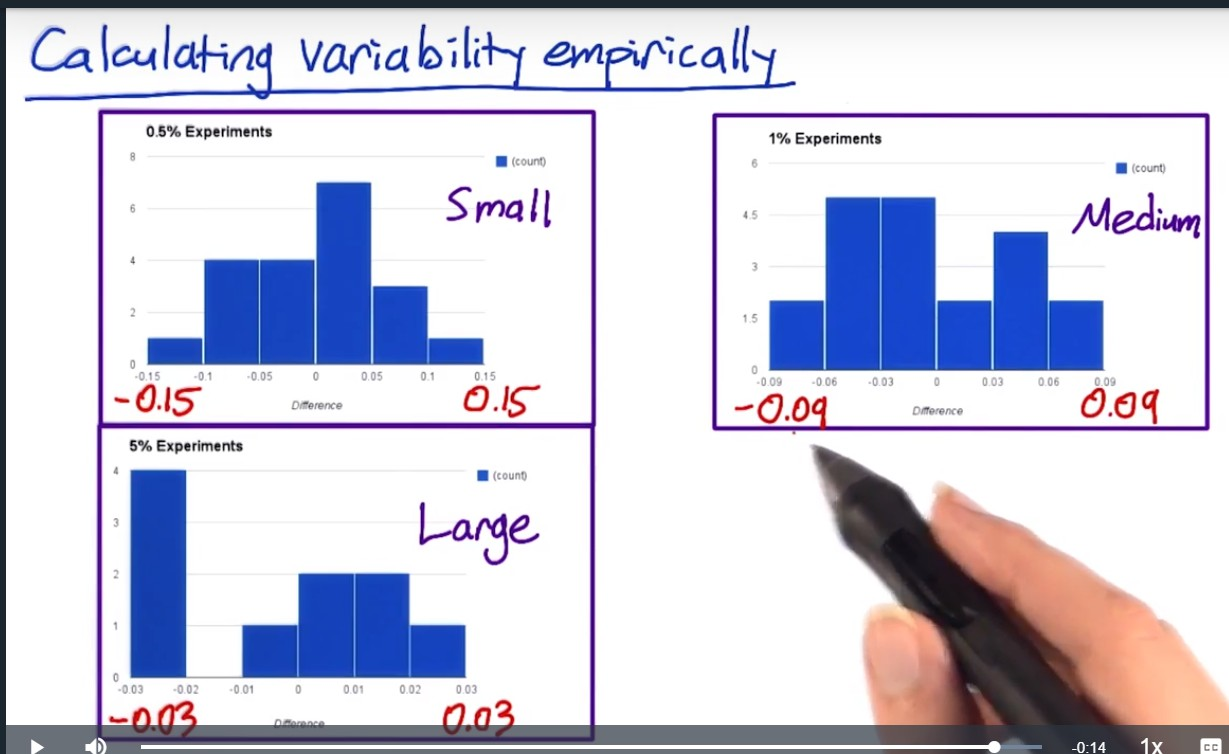 Calculating variability empirically
0.5% Experiments
8
(count)
Small
6
4
2
0
-0.15 -0.1 -0.05 0 0.05 0.1 0.15
-0.15 0.15
Difference
1% Experiments
6
(count)
Medium
4.5
3
1.5
0
-0.09 -0.06 -0.03 0 0.03 0.06 0.09
-0.09 0.09
Difference
5% Experiments
4
(count)
Large
3
2
1
0
-0.03 -0.02 -0.01 0 0.01 0.02 0.03
-0.03 0.03
Difference
-0:14 1x CC